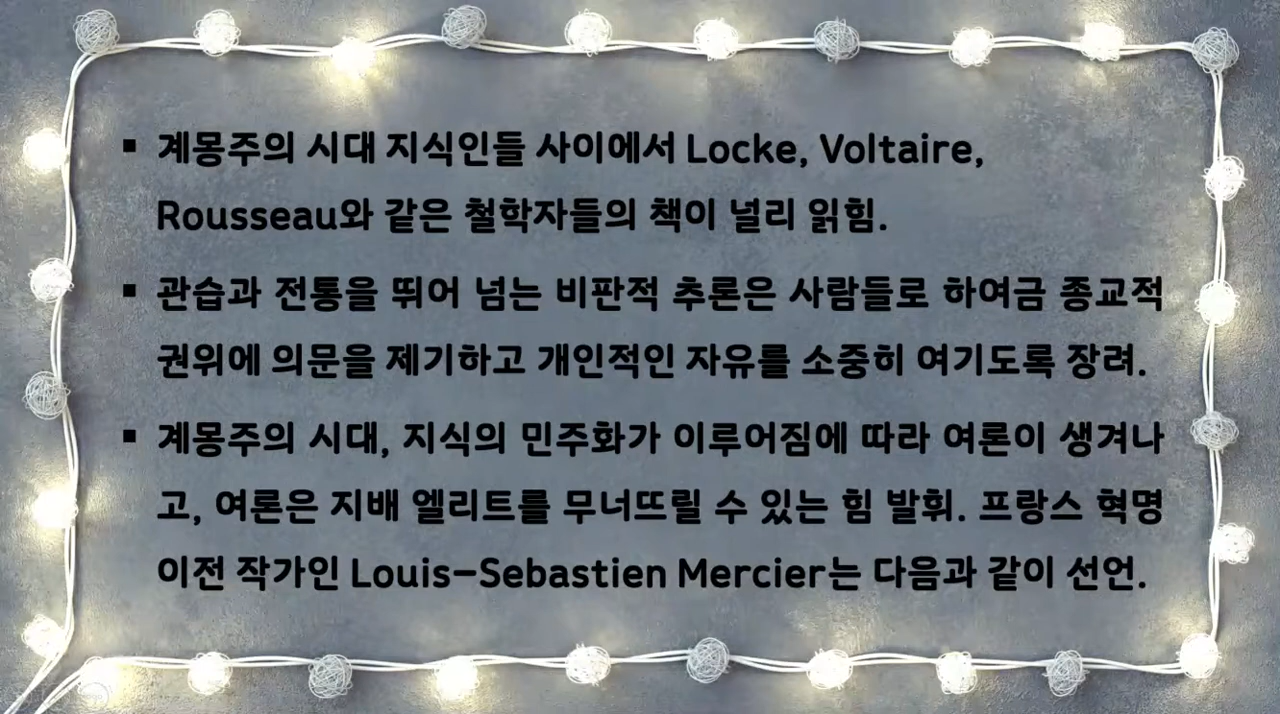 ▪ 계몽주의 시대 지식인들 사이에서 Locke, Voltaire,
Rousseau와 같은 철학자들의 책이 널리 읽힘.
▪ 관습과 전통을 뛰어 넘는 비판적 추론은 사람들로 하여금 종교적
권위에 의문을 제기하고 개인적인 자유를 소중히 여기도록 장려.
▪ 계몽주의 시대, 지식의 민주화가 이루어짐에 따라 여론이 생겨나
고, 여론은 지배 엘리트를 무너뜨릴 수 있는 힘 발휘. 프랑스 혁명
이전 작가인 Louis-Sebastien Mercier는 다음과 같이 선언.